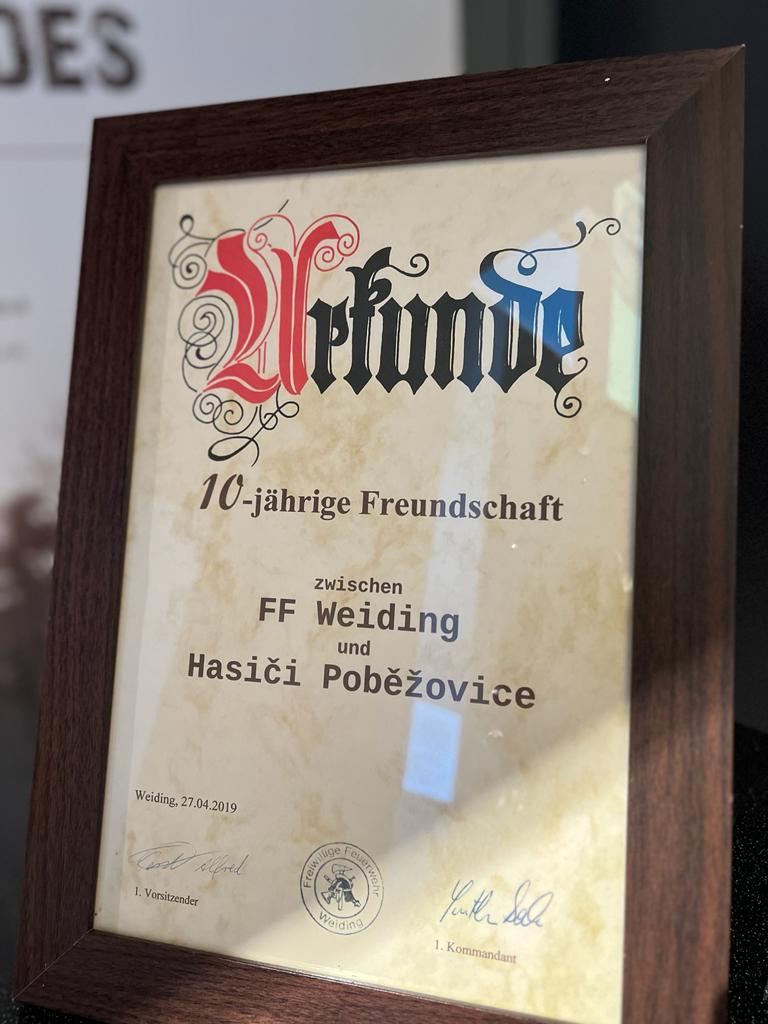 DES
Urkunde
10-jährige Freundschaft
zwischen
FF Weiding
und
Hasiči Poběžovice
Weiding, 27.04.2019
Alfred
1. Vorsitzender
Freiwillige Feuerwehr
Weiding
1. Kommandant